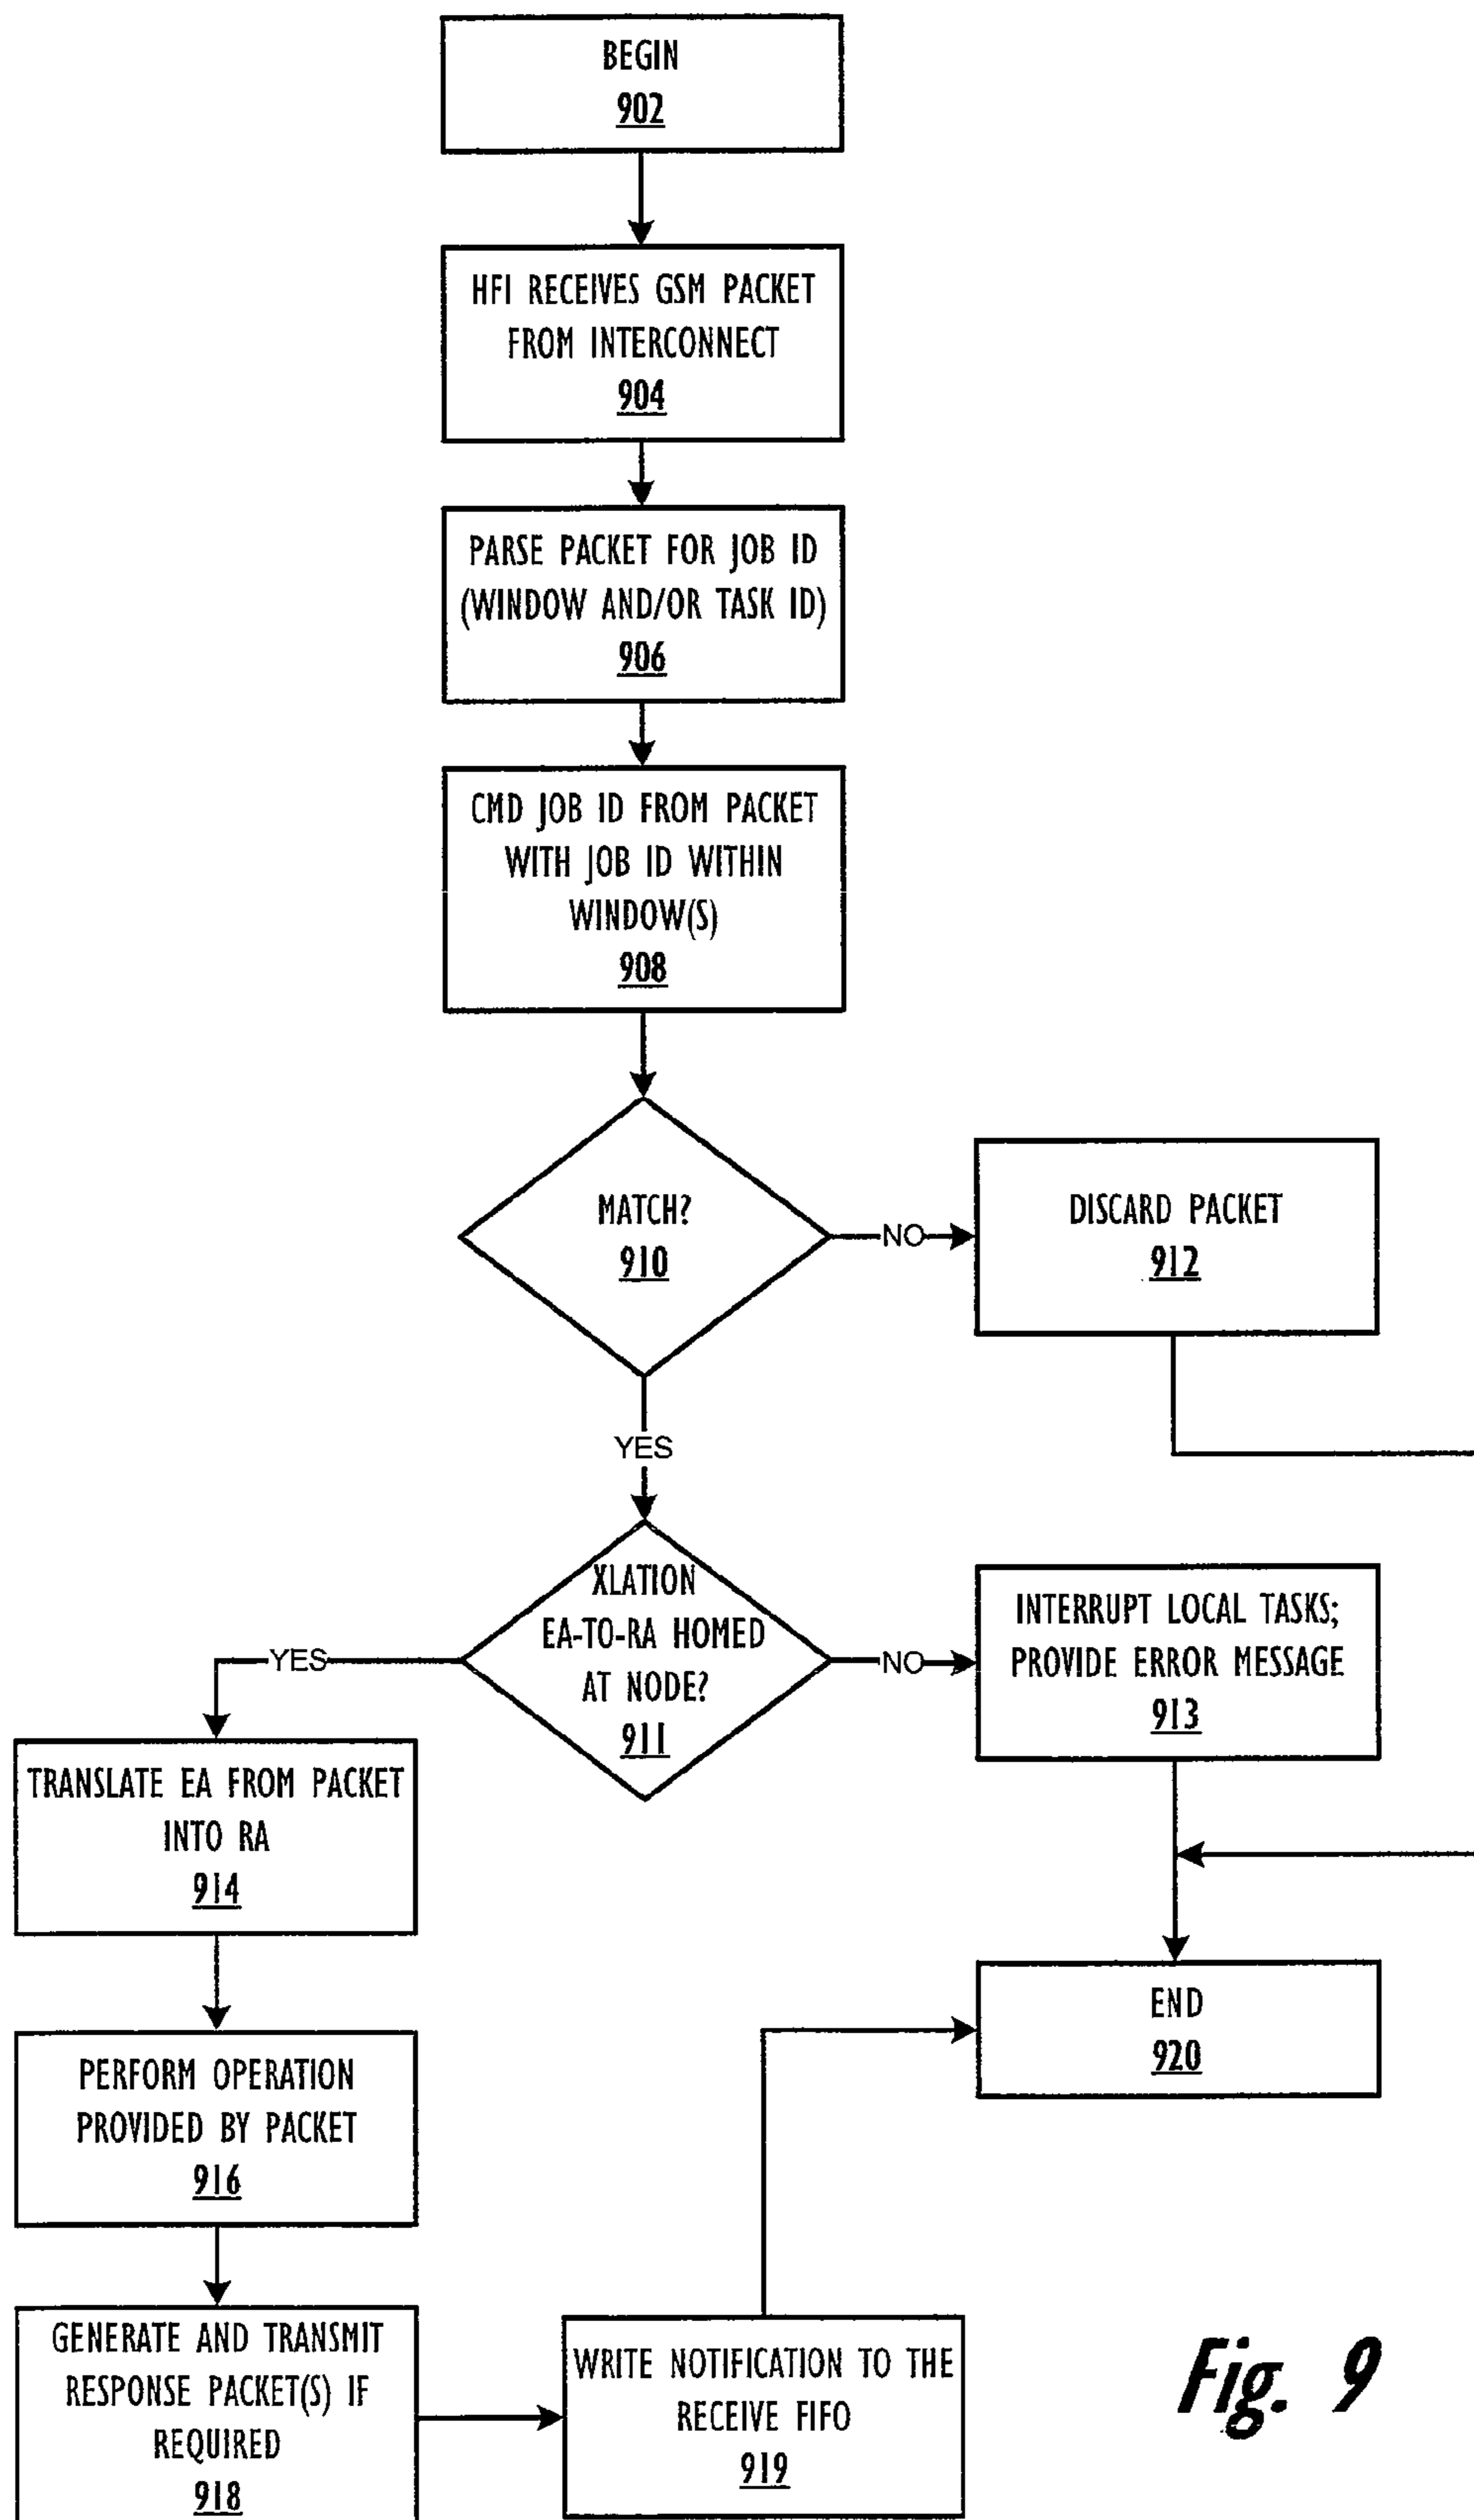 BEGIN
902
HFI RECEIVES GSM PACKET
FROM INTERCONNECT
904
PARSE PACKET FOR JOB ID
(WINDOW AND/OR TASK ID)
906
CMD JOB ID FROM PACKET
WITH JOB ID WITHIN
WINDOW(S)
908
MATCH?
910
NO
DISCARD PACKET
912
YES
XLATION
EA-TO-RA HOMED
AT NODE?
911
NO
INTERRUPT LOCAL TASKS;
PROVIDE ERROR MESSAGE
913
YES
TRANSLATE EA FROM PACKET
INTO RA
914
PERFORM OPERATION
PROVIDED BY PACKET
916
GENERATE AND TRANSMIT
RESPONSE PACKET(S) IF
REQUIRED
918
WRITE NOTIFICATION TO THE
RECEIVE FIFO
919
END
920
Fig. 9